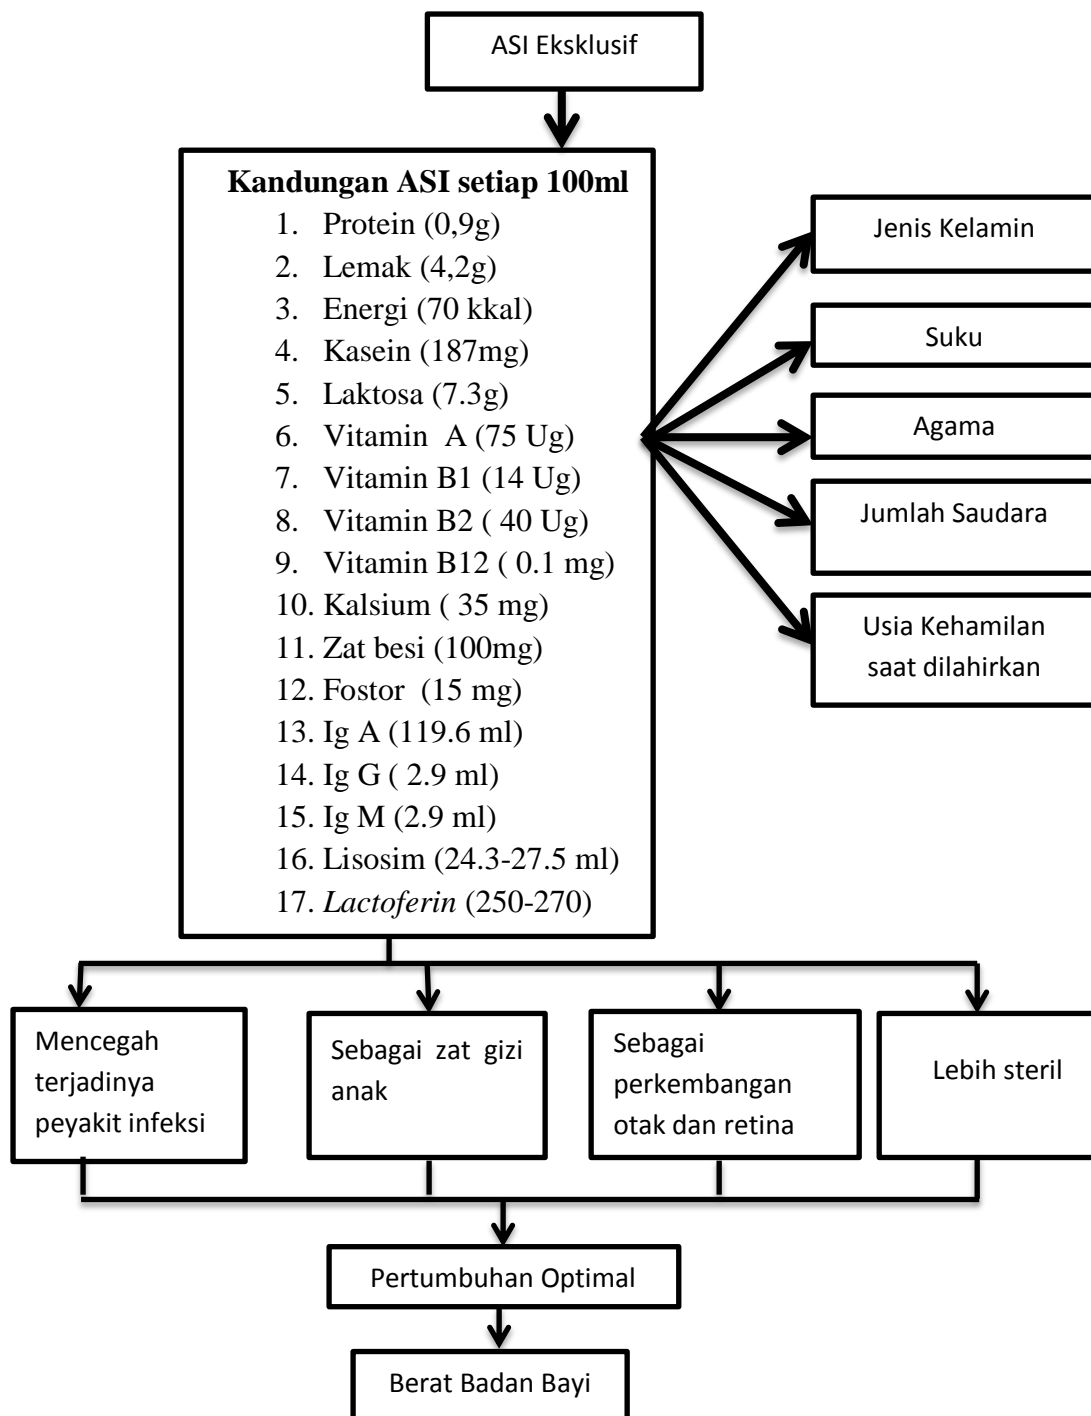 ASI Eksklusif
Kandungan ASI setiap 100ml
1. Protein (0,9g)
2. Lemak (4,2g)
3. Energi (70 kkal)
4. Kasein (187mg)
5. Laktosa (7.3g)
6. Vitamin A (75 Ug)
7. Vitamin B1 (14 Ug)
8. Vitamin B2 ( 40 Ug)
9. Vitamin B12 ( 0.1 mg)
10. Kalsium ( 35 mg)
11. Zat besi (100mg)
12. Fostor (15 mg)
13. Ig A (119.6 ml)
14. Ig G ( 2.9 ml)
15. Ig M (2.9 ml)
16. Lisosim (24.3-27.5 ml)
17. Lactoferin (250-270)
Jenis Kelamin
Suku
Agama
Jumlah Saudara
Usia Kehamilan
saat dilahirkan
Mencegah
terjadinya
peyakit infeksi
Sebagai zat gizi
anak
Sebagai
perkembangan
otak dan retina
Lebih steril
Pertumbuhan Optimal
Berat Badan Bayi